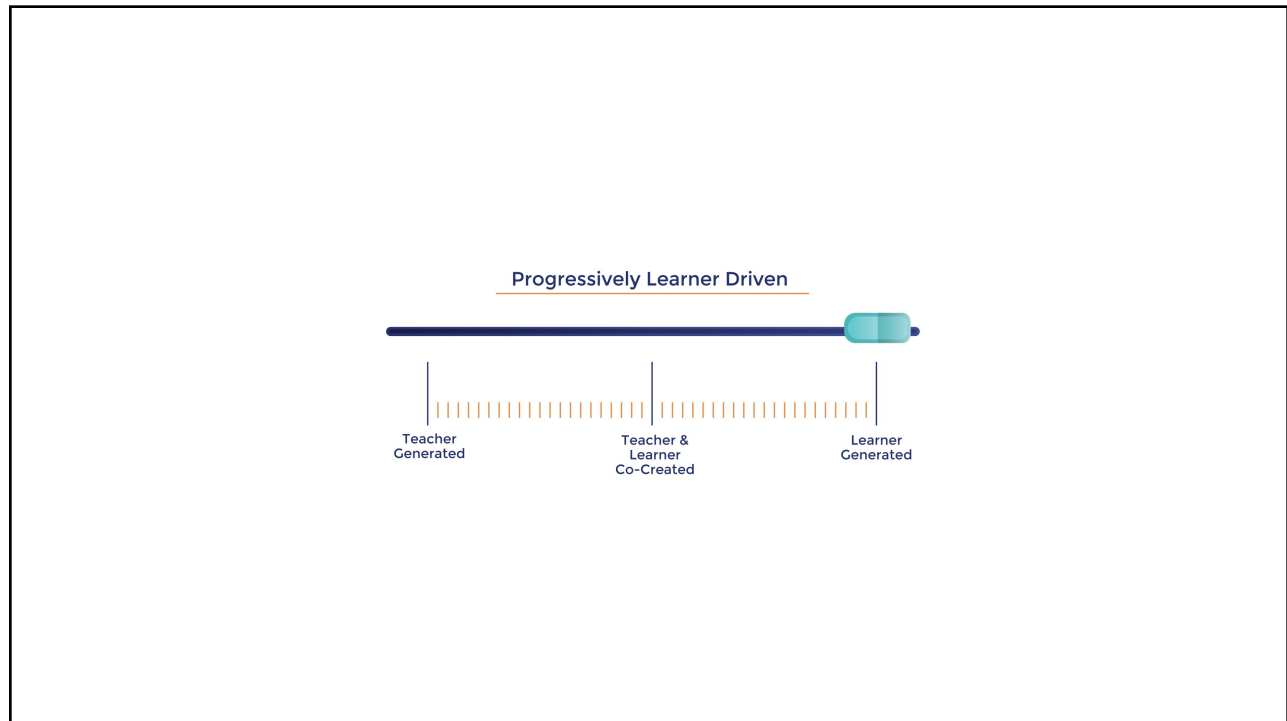 Progressively Learner Driven
Teacher
Generated
Teacher &
Learner
Co-Created
Learner
Generated